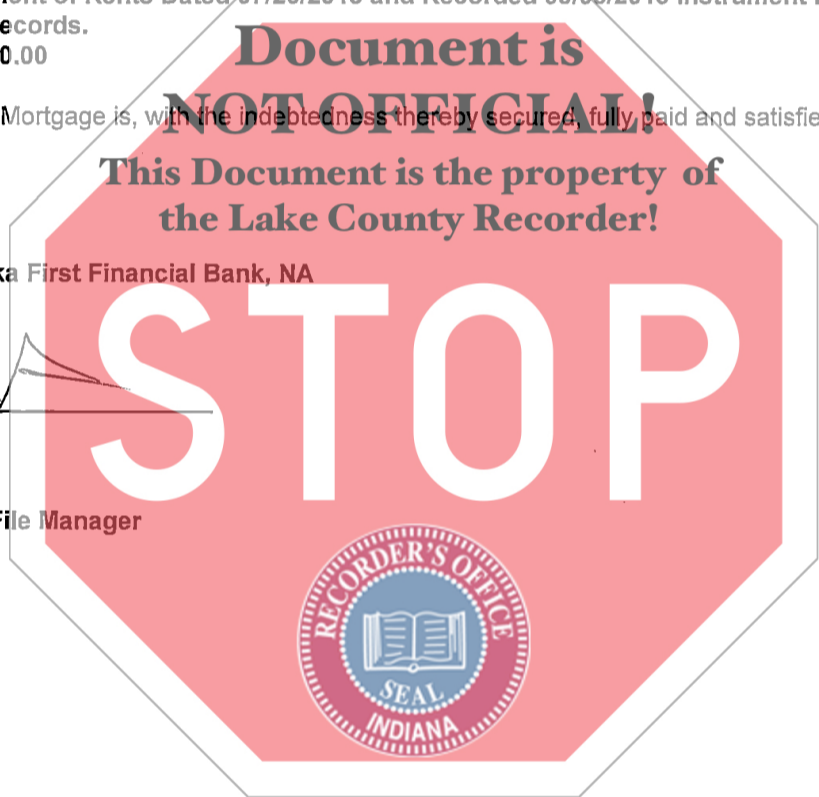 ecords.
0.00
Document is
NOT OFFICIAL!
Mortgage is, with the indebtedness thereby secured, fully paid and satisfie
This Document is the property of
the Lake County Recorder!
ka First Financial Bank, NA
STOP
File Manager
RECORDER'S OFFICE
SEAL
INDIANA